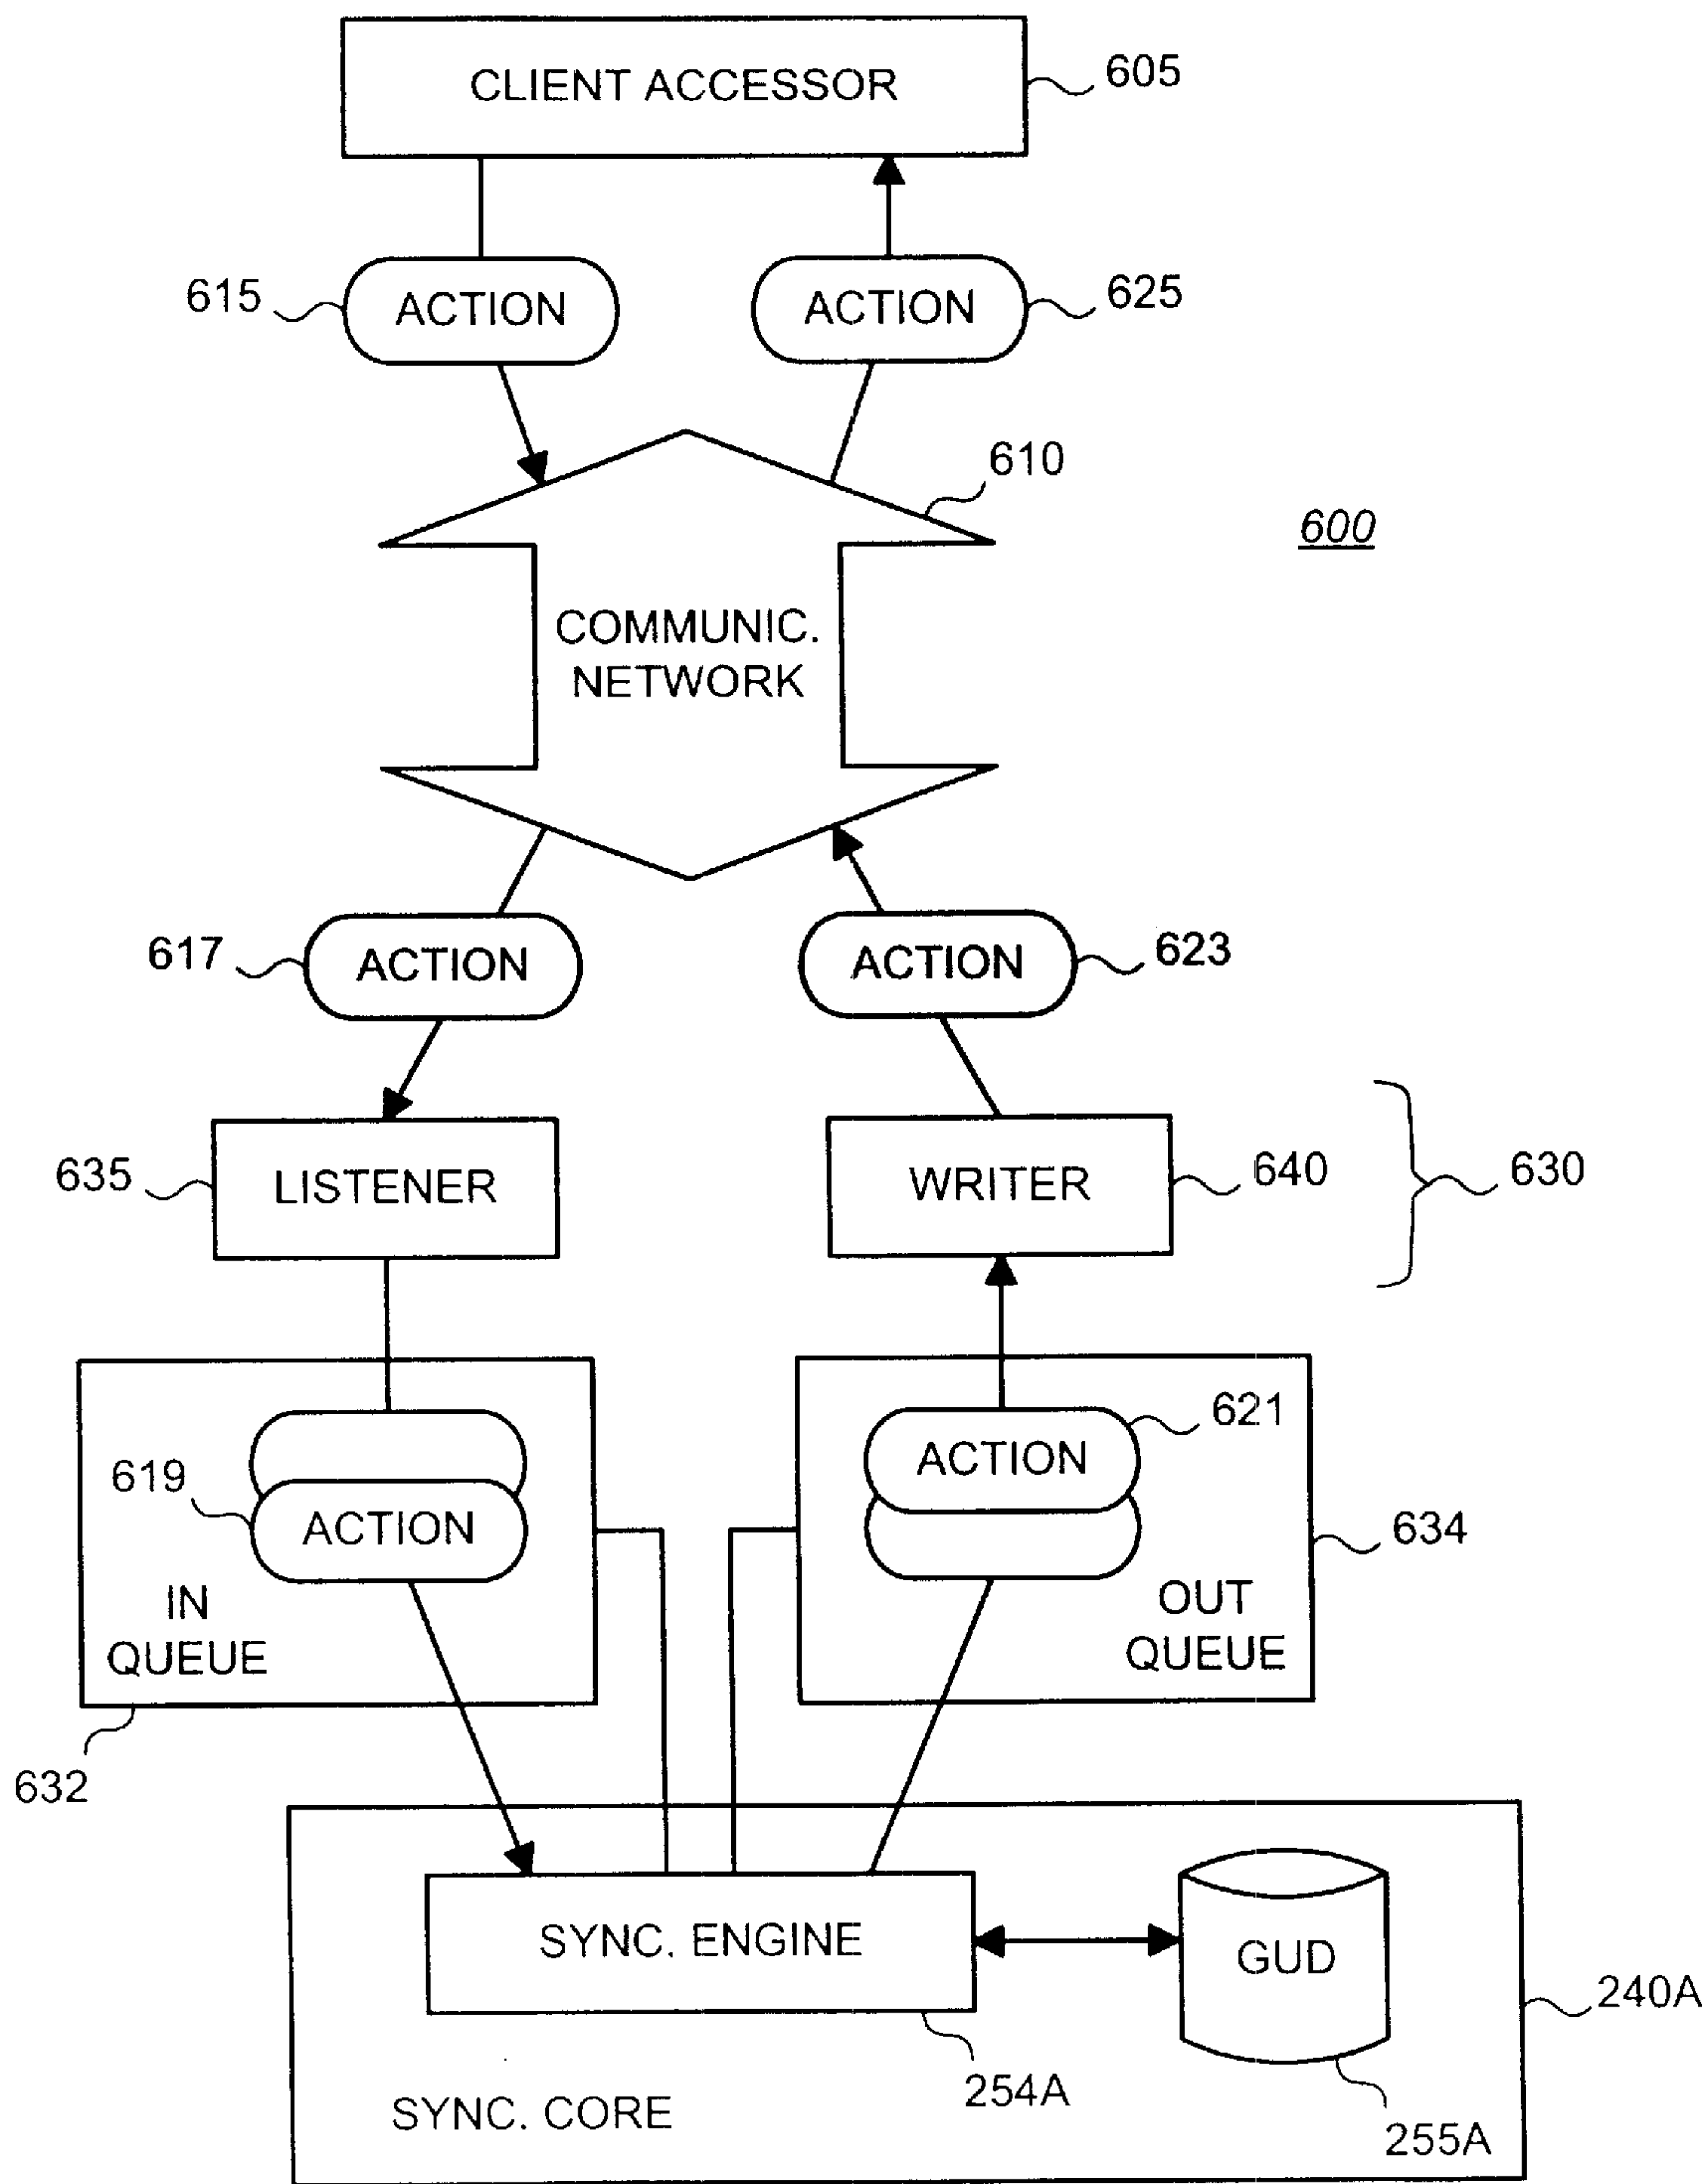 CLIENT ACCESSOR
605
615
ACTION
ACTION
625
610
600
COMMUNIC.
NETWORK
617
ACTION
ACTION
623
635
LISTENER
WRITER
640
630
619
ACTION
ACTION
621
634
IN
QUEUE
OUT
QUEUE
632
SYNC. ENGINE
GUD
240A
254A
SYNC. CORE
255A